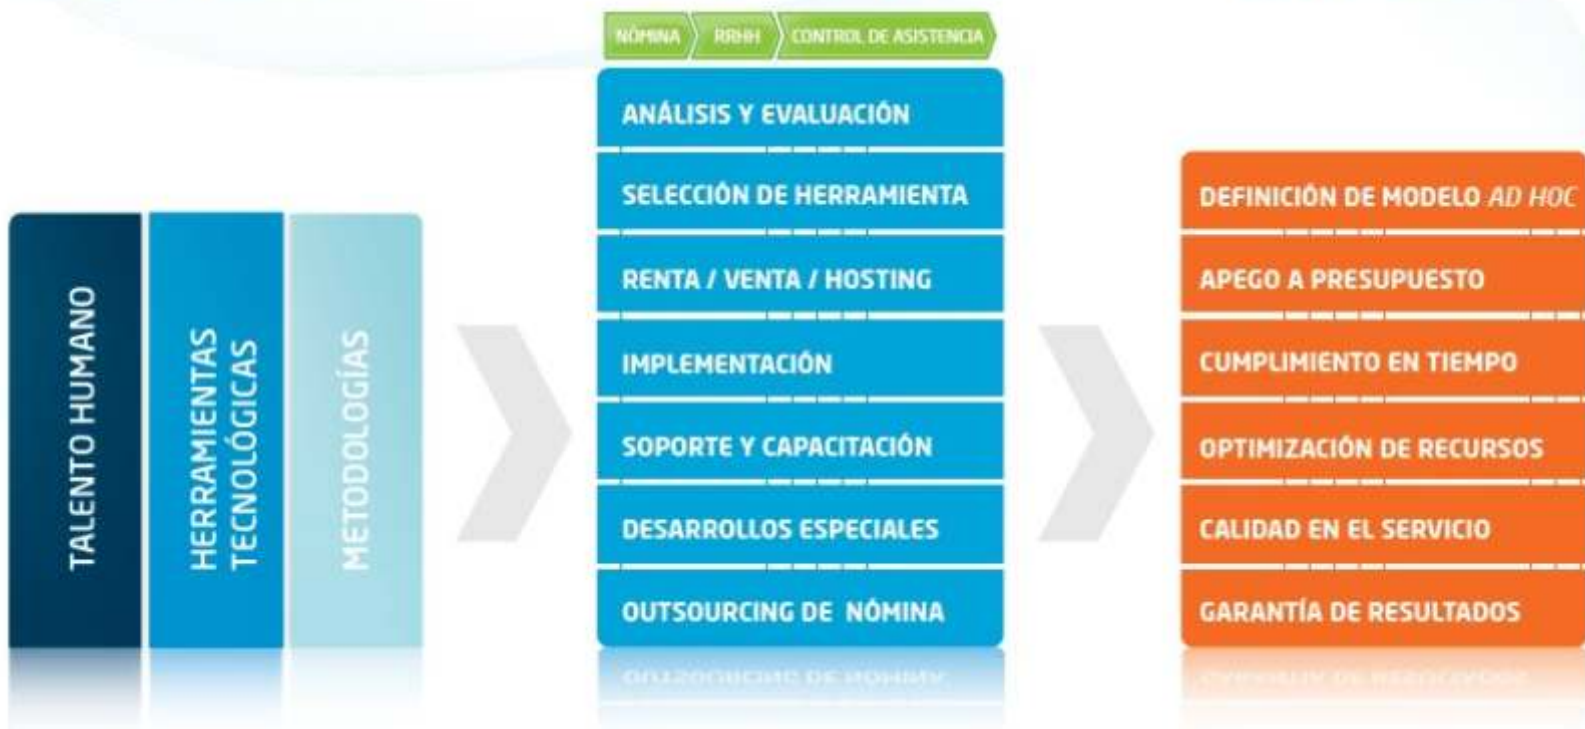 TALENTO HUMANO
HERRAMIENTAS
TECNOLÓGICAS
METODOLOGÍAS
NÓMINA
RRHH
CONTROL DE ASISTENCIA
ANÁLISIS Y EVALUACIÓN
SELECCIÓN DE HERRAMIENTA
RENTA / VENTA / HOSTING
IMPLEMENTACIÓN
SOPORTE Y CAPACITACIÓN
DESARROLLOS ESPECIALES
OUTSOURCING DE NÓMINA
DEFINICIÓN DE MODELO AD HOC
APEGO A PRESUPUESTO
CUMPLIMIENTO EN TIEMPO
OPTIMIZACIÓN DE RECURSOS
CALIDAD EN EL SERVICIO
GARANTÍA DE RESULTADOS